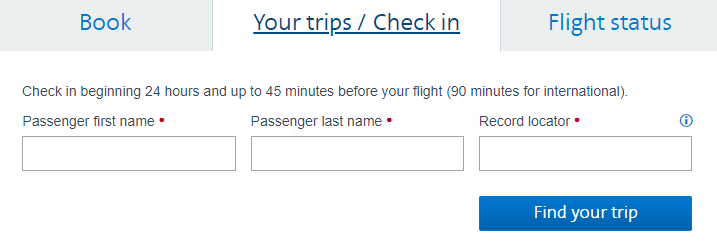 Book Your trips / Check in Flight status
Check in beginning 24 hours and up to 45 minutes before your flight (90 minutes for international).
Passenger first name • Passenger last name • Record locator •
Find your trip